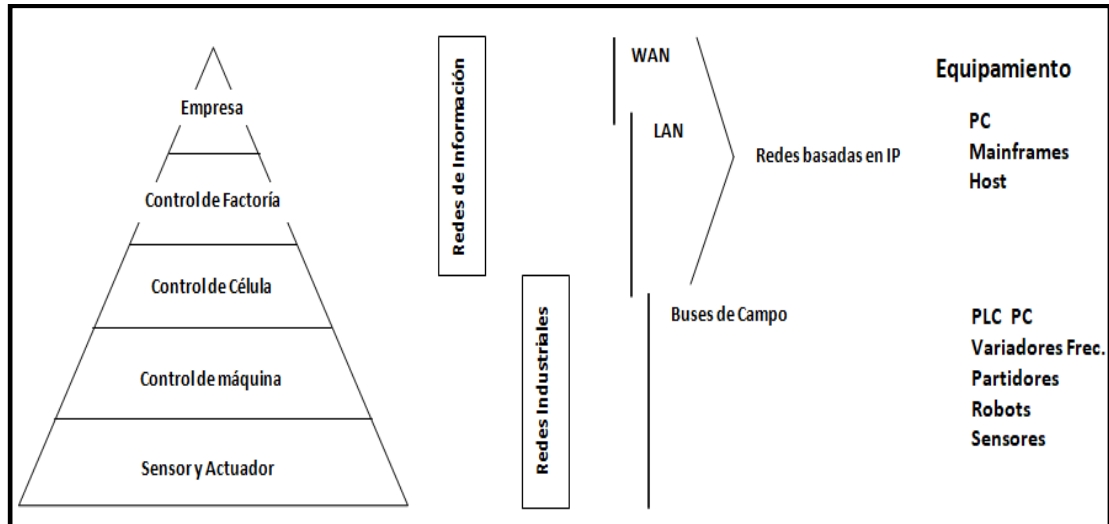 Empresa
Control de Factoría
Control de Célula
Control de máquina
Sensor y Actuador
Redes de Información
Redes Industriales
WAN
LAN
Redes basadas en IP
Buses de Campo
Equipamiento
PC
Mainframes
Host
PLC PC
Variadores Frec.
Partidores
Robots
Sensores